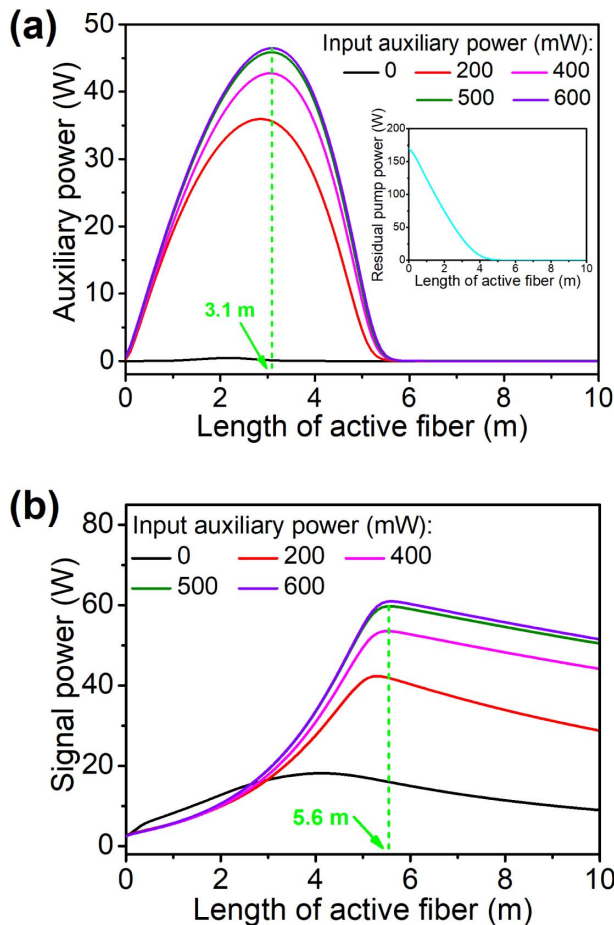 (a)
50
40
30
20
10
0
Auxiliary power (W)
Input auxiliary power (mW):
0 200 400
500 600
200
150
100
50
0
Residual pump power (W)
0 2 4 6 8 10
Length of active fiber (m)
3.1 m
0 2 4 6 8 10
Length of active fiber (m)
(b)
80
60
40
20
0
Signal power (W)
Input auxiliary power (mW):
0 200 400
500 600
5.6 m
0 2 4 6 8 10
Length of active fiber (m)